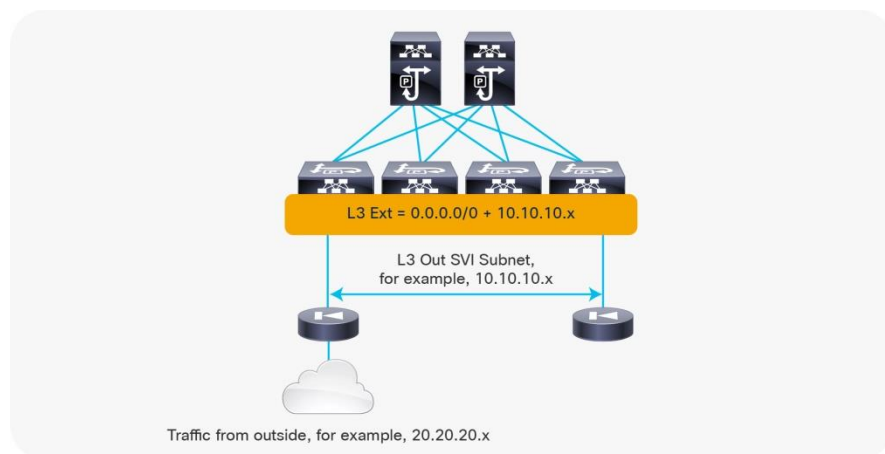 P
P
L3 Ext = 0.0.0.0/0 + 10.10.10.x
L3 Out SVI Subnet,
for example, 10.10.10.x
Traffic from outside, for example, 20.20.20.x